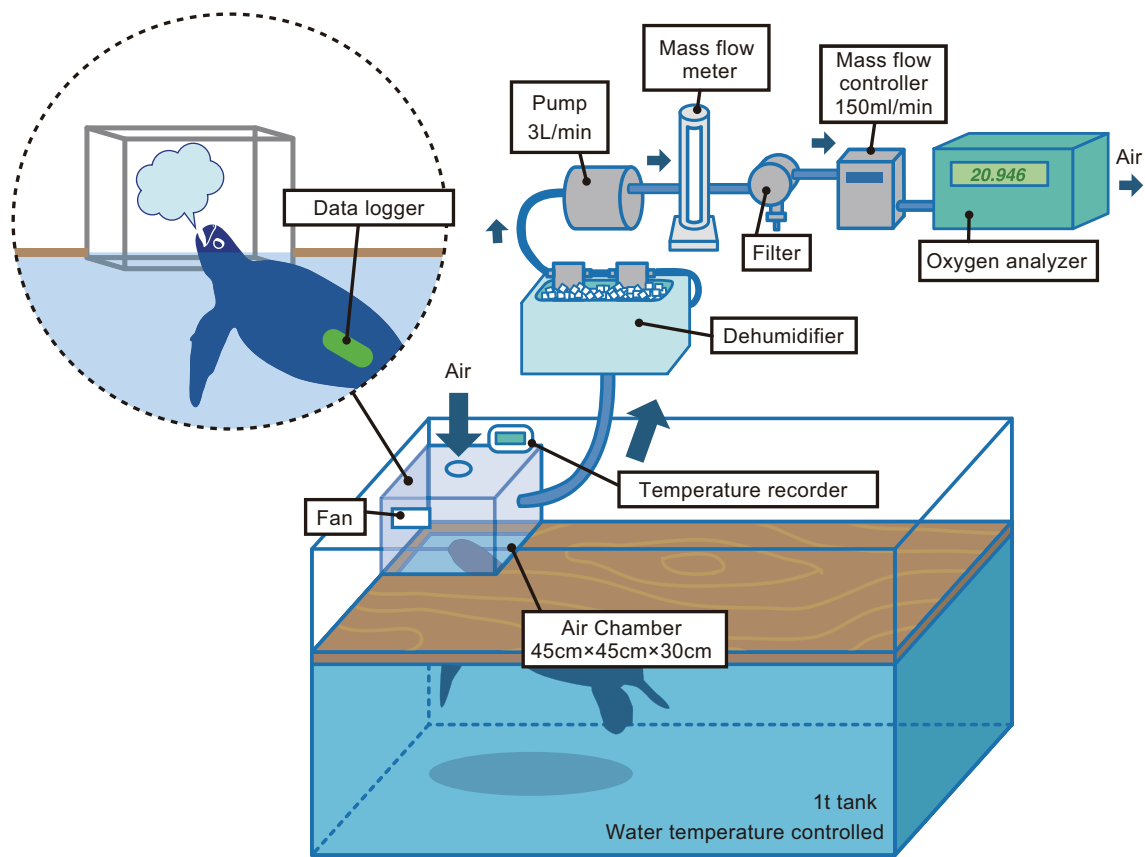 Mass flow
meter
Mass flow
controller
150ml/min
Pump
3L/min
Air
20.946
Data logger
Filter
Oxygen analyzer
Dehumidifier
Air
Temperature recorder
Fan
Air Chamber
45cm×45cm×30cm
1t tank
Water temperature controlled